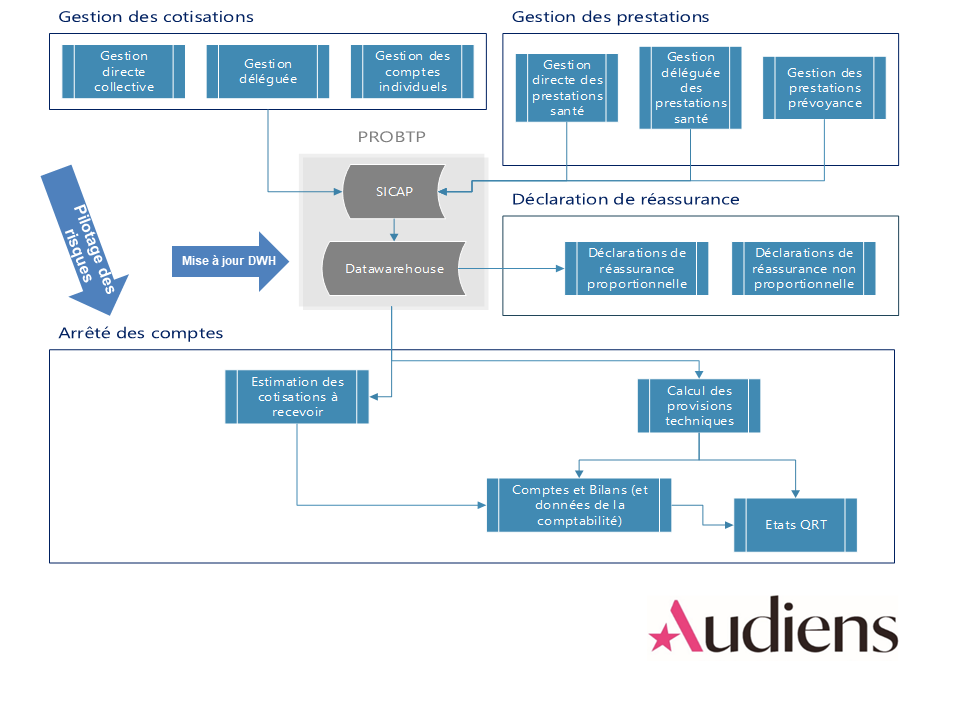 Gestion des cotisations
Gestion
directe
collective
Gestion
déléguée
Gestion des
comptes
individuels
Gestion des prestations
Gestion
directe des
prestations
santé
Gestion
déléguée
des
prestations
santé
Gestion des
prestations
prévoyance
PROBTP
SICAP
Datawarehouse
Pilotage des
risques
Mise à jour DWH
Déclaration de réassurance
Déclarations de
réassurance
proportionnelle
Déclarations de
réassurance non
proportionnelle
Arrêté des comptes
Estimation des
cotisations à
recevoir
Calcul des
provisions
techniques
Comptes et Bilans (et
données de la
comptabilité)
Etats QRT
Audiens